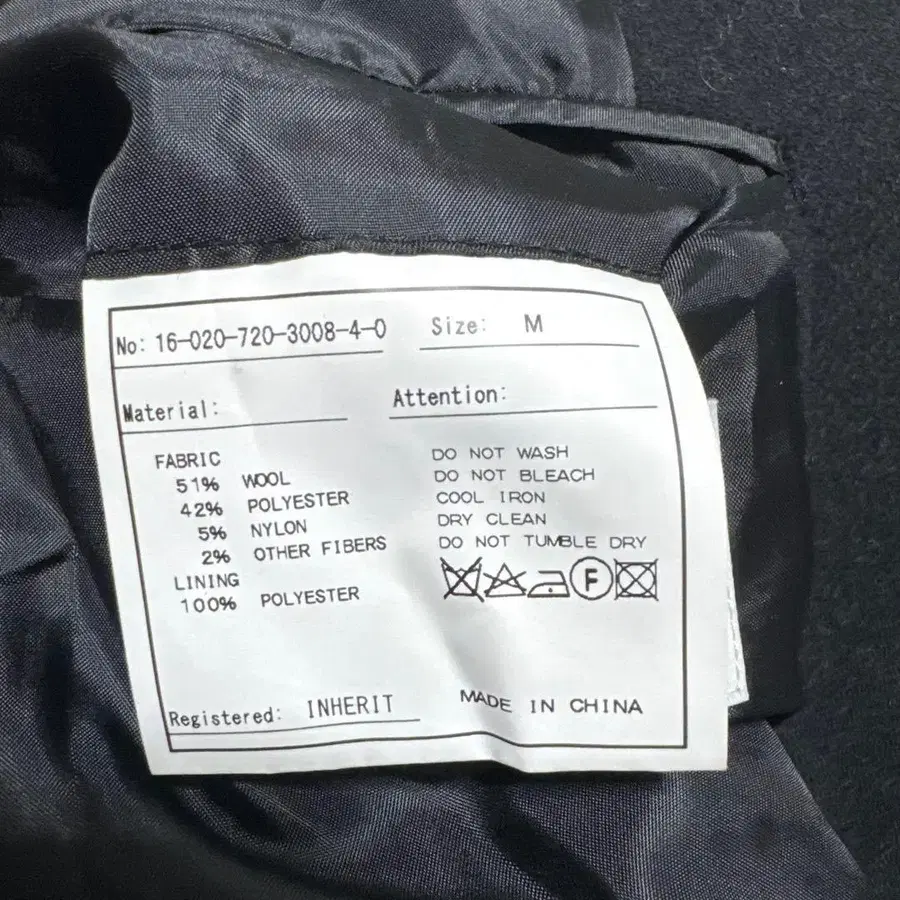 No: 16-020-720-3008-4-0
Size: M
Material:
FABRIC
51% WOOL
42% POLYESTER
5% NYLON
2% OTHER FIBERS
LINING
100% POLYESTER
Attention:
DO NOT WASH
DO NOT BLEACH
COOL IRON
DRY CLEAN
DO NOT TUMBLE DRY
F
Registered: INHERIT
MADE IN CHINA